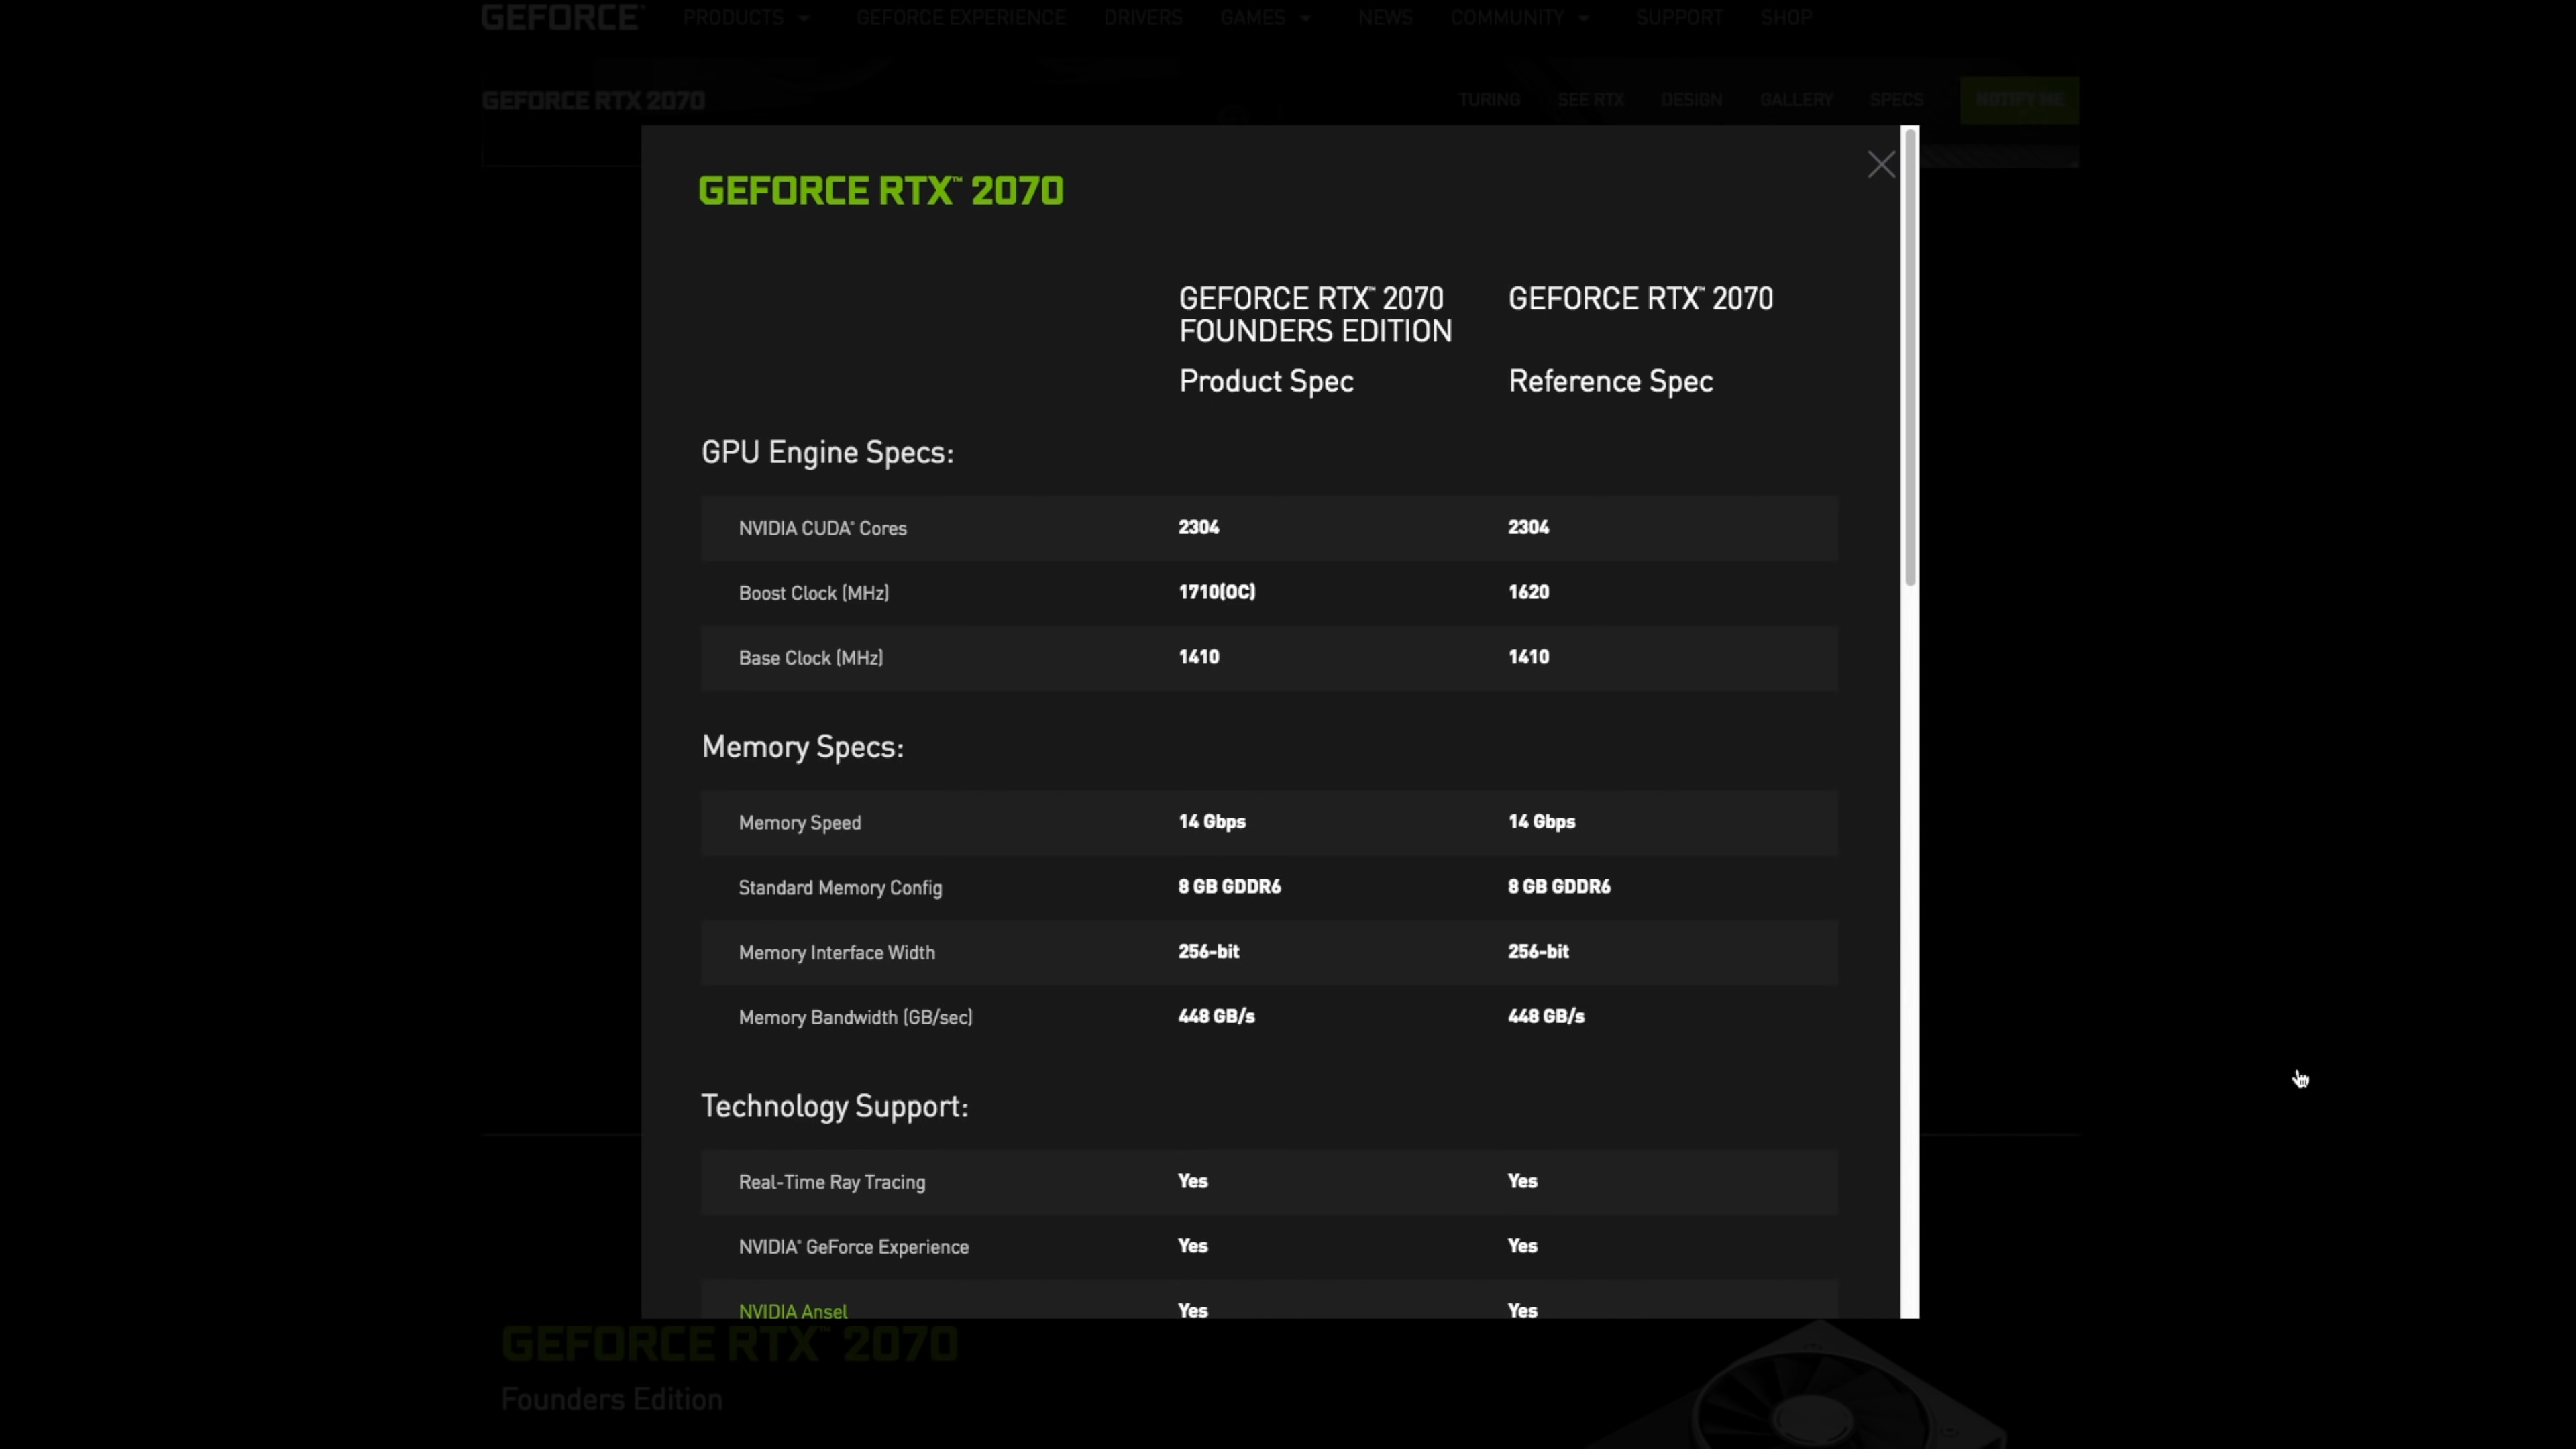 GEFORCE®
PRODUCTS GEFORCE EXPERIENCE DRIVERS GAMES NEWS COMMUNITY SUPPORT SHOP
GEFORCE RTX 2070
TURING SEE RTX DESIGN GALLERY SPECS NOTIFY ME
GEFORCE RTX™ 2070
GEFORCE RTX™ 2070 GEFORCE RTX™ 2070
FOUNDERS EDITION
Product Spec Reference Spec
GPU Engine Specs:
NVIDIA CUDA® Cores 2304 2304
Boost Clock (MHz) 1710(OC) 1620
Base Clock (MHz) 1410 1410
Memory Specs:
Memory Speed 14 Gbps 14 Gbps
Standard Memory Config 8 GB GDDR6 8 GB GDDR6
Memory Interface Width 256-bit 256-bit
Memory Bandwidth (GB/sec) 448 GB/s 448 GB/s
Technology Support:
Real-Time Ray Tracing Yes Yes
NVIDIA® GeForce Experience Yes Yes
NVIDIA Ansel Yes Yes
GEFORCE RTX™ 2070
Founders Edition